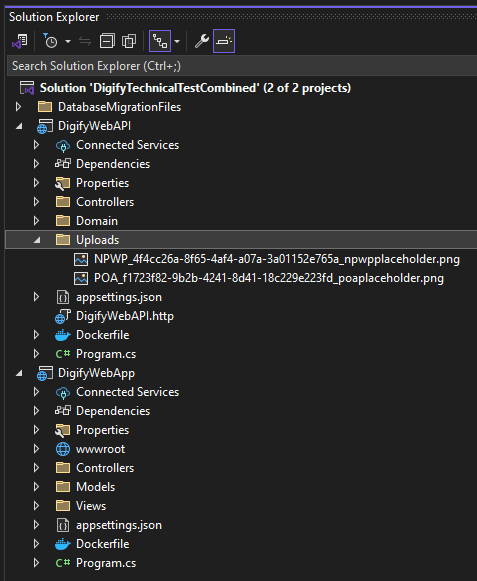 Solution Explorer
Search Solution Explorer (Ctrl+;)
Solution 'DigifyTechnicalTestCombined' (2 of 2 projects)
DatabaseMigrationFiles
DigifyWebAPI
Connected Services
Dependencies
Properties
Controllers
Domain
Uploads
NPWP_4f4cc26a-8f65-4af4-a07a-3a01152e765a_npwpplaceholder.png
POA_f1723f82-9b2b-4241-8d41-18c229e223fd_poaplaceholder.png
appsettings.json
DigifyWebAPI.http
Dockerfile
C# Program.cs
DigifyWebApp
Connected Services
Dependencies
Properties
wwwroot
Controllers
Models
Views
appsettings.json
Dockerfile
C# Program.cs